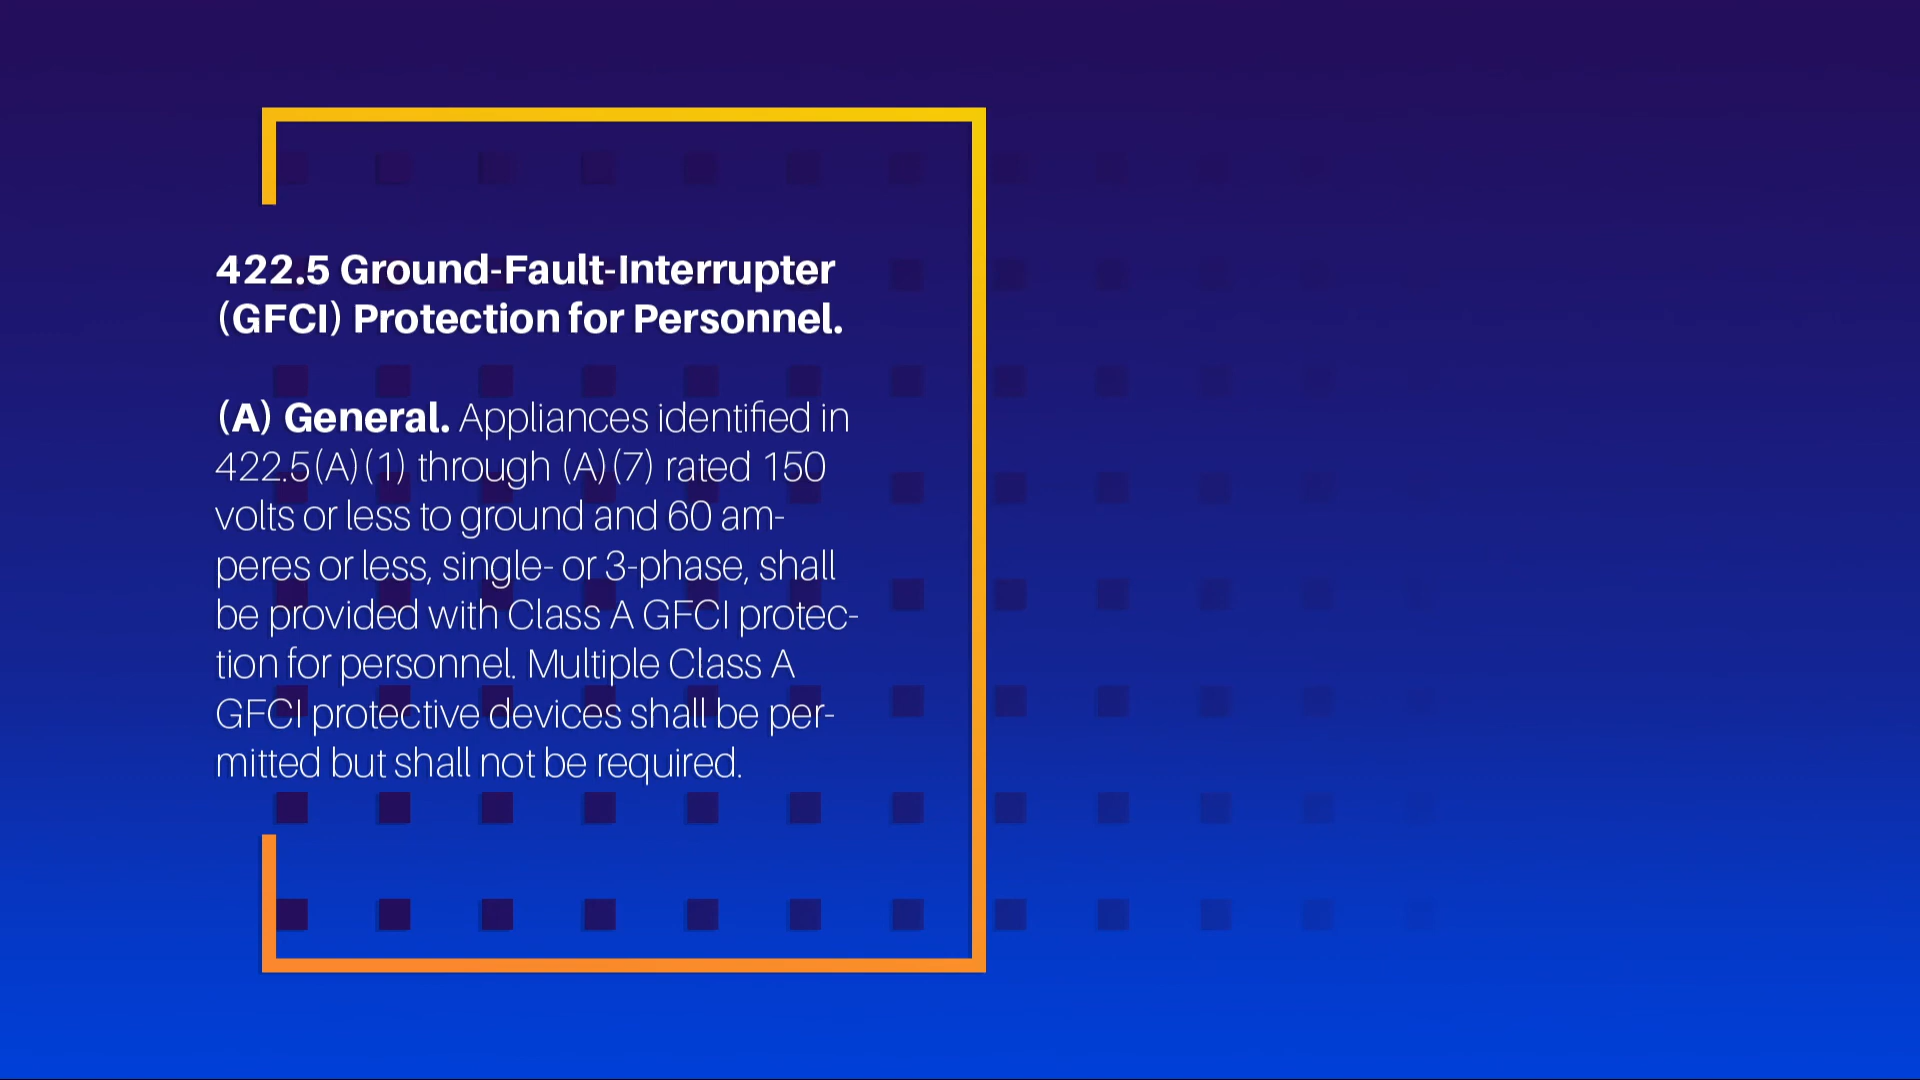 422.5 Ground-Fault-Interrupter
(GFCI) Protection for Personnel.
(A) General. Appliances identified in
422.5(A)(1) through (A)(7) rated 150
volts or less to ground and 60 am-
peres or less, single- or 3-phase, shall
be provided with Class A GFCI protec-
tion for personnel. Multiple Class A
GFCI protective devices shall be per-
mitted but shall not be required.